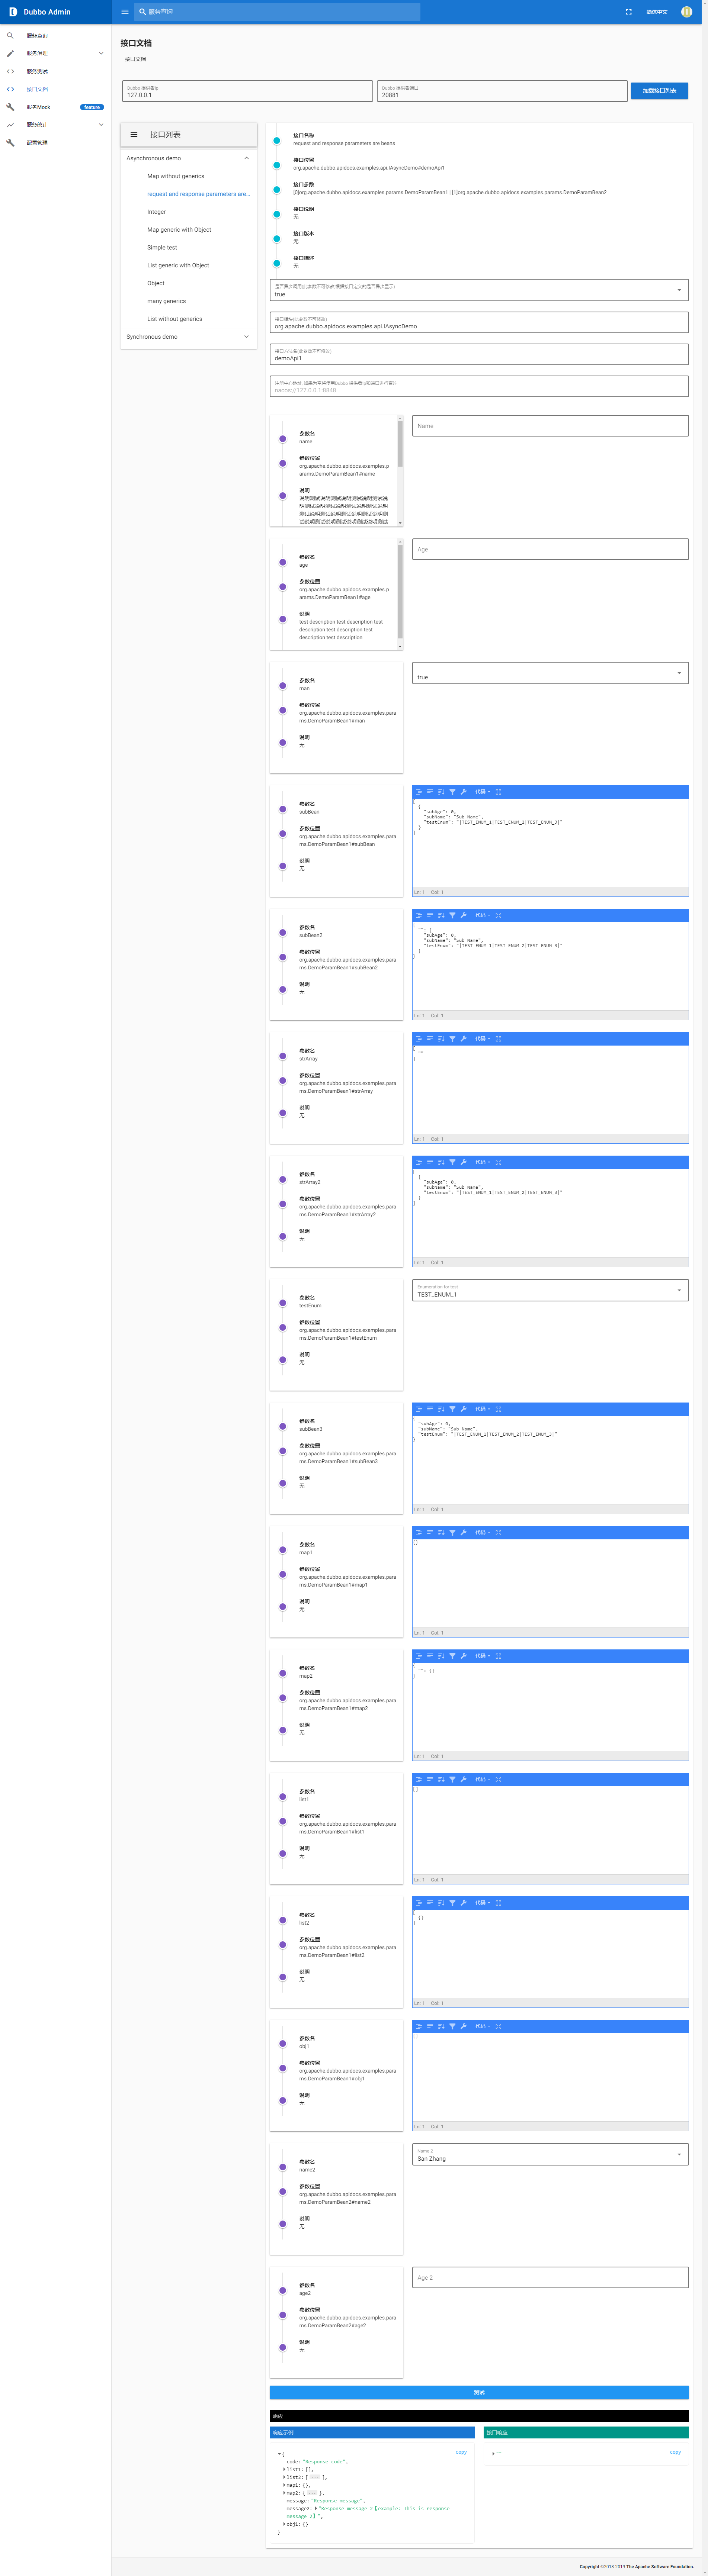 Dubbo Admin
服务查询
简体中文
服务查询
服务治理
服务测试
接口文档
服务Mock
feature
服务统计
配置管理
接口文档
接口文档
Dubbo 提供者Ip
127.0.0.1
Dubbo 提供者端口
20881
加载接口列表
接口列表
Asynchronous demo
Map without generics
request and response parameters are...
Integer
Map generic with Object
Simple test
List generic with Object
Object
many generics
List without generics
Synchronous demo
接口名称
request and response parameters are beans
接口位置
org.apache.dubbo.apidocs.examples.api.IAsyncDemo#demoApi1
接口参数
[0]org.apache.dubbo.apidocs.examples.params.DemoParamBean1 | [1]org.apache.dubbo.apidocs.examples.params.DemoParamBean2
接口说明
无
接口版本
无
接口描述
无
是否异步调用(此参数不可修改,根据接口定义的是否异步显示)
true
接口模块(此参数不可修改)
org.apache.dubbo.apidocs.examples.api.IAsyncDemo
接口方法名(此参数不可修改)
demoApi1
注册中心地址, 如果为空将使用Dubbo 提供者Ip和端口进行直连
nacos://127.0.0.1:8848
参数名
name
参数位置
org.apache.dubbo.apidocs.examples.p
arams.DemoParamBean1#name
说明
说明测试说明测试说明测试说明测试说
明测试说明测试说明测试说明测试说明
测试说明测试说明测试说明测试说明测
试说明测试说明测试说明测试说明测试
Name
参数名
age
参数位置
org.apache.dubbo.apidocs.examples.p
arams.DemoParamBean1#age
说明
test description test description test
description test description test
description test description
Age
参数名
man
参数位置
org.apache.dubbo.apidocs.examples.para
ms.DemoParamBean1#man
说明
无
true
参数名
subBean
参数位置
org.apache.dubbo.apidocs.examples.para
ms.DemoParamBean1#subBean
说明
无
代码
[
{
"subAge": 0,
"subName": "Sub Name",
"testEnum": "|TEST_ENUM_1|TEST_ENUM_2|TEST_ENUM_3|"
}
]
Ln: 1 Col: 1
参数名
subBean2
参数位置
org.apache.dubbo.apidocs.examples.para
ms.DemoParamBean1#subBean2
说明
无
代码
{
"": {
"subAge": 0,
"subName": "Sub Name",
"testEnum": "|TEST_ENUM_1|TEST_ENUM_2|TEST_ENUM_3|"
}
}
Ln: 1 Col: 1
参数名
strArray
参数位置
org.apache.dubbo.apidocs.examples.para
ms.DemoParamBean1#strArray
说明
无
代码
[
""
]
Ln: 1 Col: 1
参数名
strArray2
参数位置
org.apache.dubbo.apidocs.examples.para
ms.DemoParamBean1#strArray2
说明
无
代码
[
{
"subAge": 0,
"subName": "Sub Name",
"testEnum": "|TEST_ENUM_1|TEST_ENUM_2|TEST_ENUM_3|"
}
]
Ln: 1 Col: 1
参数名
testEnum
参数位置
org.apache.dubbo.apidocs.examples.para
ms.DemoParamBean1#testEnum
说明
无
Enumeration for test
TEST_ENUM_1
参数名
subBean3
参数位置
org.apache.dubbo.apidocs.examples.para
ms.DemoParamBean1#subBean3
说明
无
代码
{
"subAge": 0,
"subName": "Sub Name",
"testEnum": "|TEST_ENUM_1|TEST_ENUM_2|TEST_ENUM_3|"
}
Ln: 1 Col: 1
参数名
map1
参数位置
org.apache.dubbo.apidocs.examples.para
ms.DemoParamBean1#map1
说明
无
代码
{}
Ln: 1 Col: 1
参数名
map2
参数位置
org.apache.dubbo.apidocs.examples.para
ms.DemoParamBean1#map2
说明
无
代码
{
"": {}
}
Ln: 1 Col: 1
参数名
list1
参数位置
org.apache.dubbo.apidocs.examples.para
ms.DemoParamBean1#list1
说明
无
代码
[]
Ln: 1 Col: 1
参数名
list2
参数位置
org.apache.dubbo.apidocs.examples.para
ms.DemoParamBean1#list2
说明
无
代码
[
{}
]
Ln: 1 Col: 1
参数名
obj1
参数位置
org.apache.dubbo.apidocs.examples.para
ms.DemoParamBean1#obj1
说明
无
代码
{}
Ln: 1 Col: 1
参数名
name2
参数位置
org.apache.dubbo.apidocs.examples.para
ms.DemoParamBean2#name2
说明
无
Name 2
San Zhang
参数名
age2
参数位置
org.apache.dubbo.apidocs.examples.para
ms.DemoParamBean2#age2
说明
无
Age 2
测试
响应
响应示例
接口响应
copy
{
code: "Response code",
list1: [],
list2: [ ... ],
map1: {},
map2: { ... },
message: "Response message",
message2: "Response message 2【example: This is response
message 2】",
obj1: {}
}
copy
""
Copyright ©2018-2019 The Apache Software Foundation.